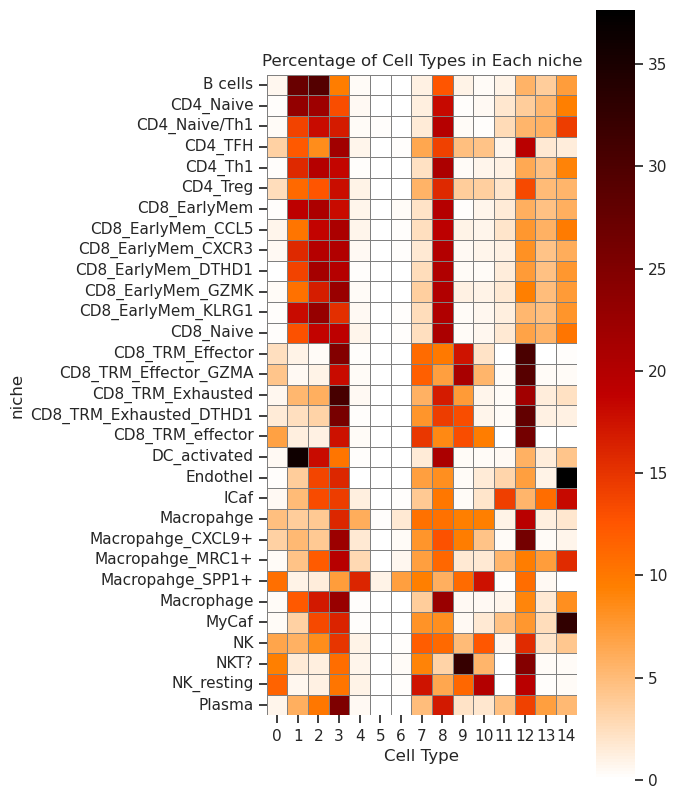 Percentage of Cell Types in Each niche
B cells
CD4_Naive
CD4_Naive/Th1
CD4_TFH
CD4_Th1
CD4_Treg
CD8_EarlyMem
CD8_EarlyMem_CCL5
CD8_EarlyMem_CXCR3
CD8_EarlyMem_DTHD1
CD8_EarlyMem_GZMK
CD8_EarlyMem_KLRG1
CD8_Naive
CD8_TRM_Effector
CD8_TRM_Effector_GZMA
CD8_TRM_Exhausted
CD8_TRM_Exhausted_DTHD1
CD8_TRM_effector
DC_activated
Endothel
ICaf
Macropahge
Macropahge_CXCL9+
Macropahge_MRC1+
Macropahge_SPP1+
Macrophage
MyCaf
NK
NKT?
NK_resting
Plasma
niche
0 1 2 3 4 5 6 7 8 9 10 11 12 13 14
Cell Type
35
30
25
20
15
10
5
0